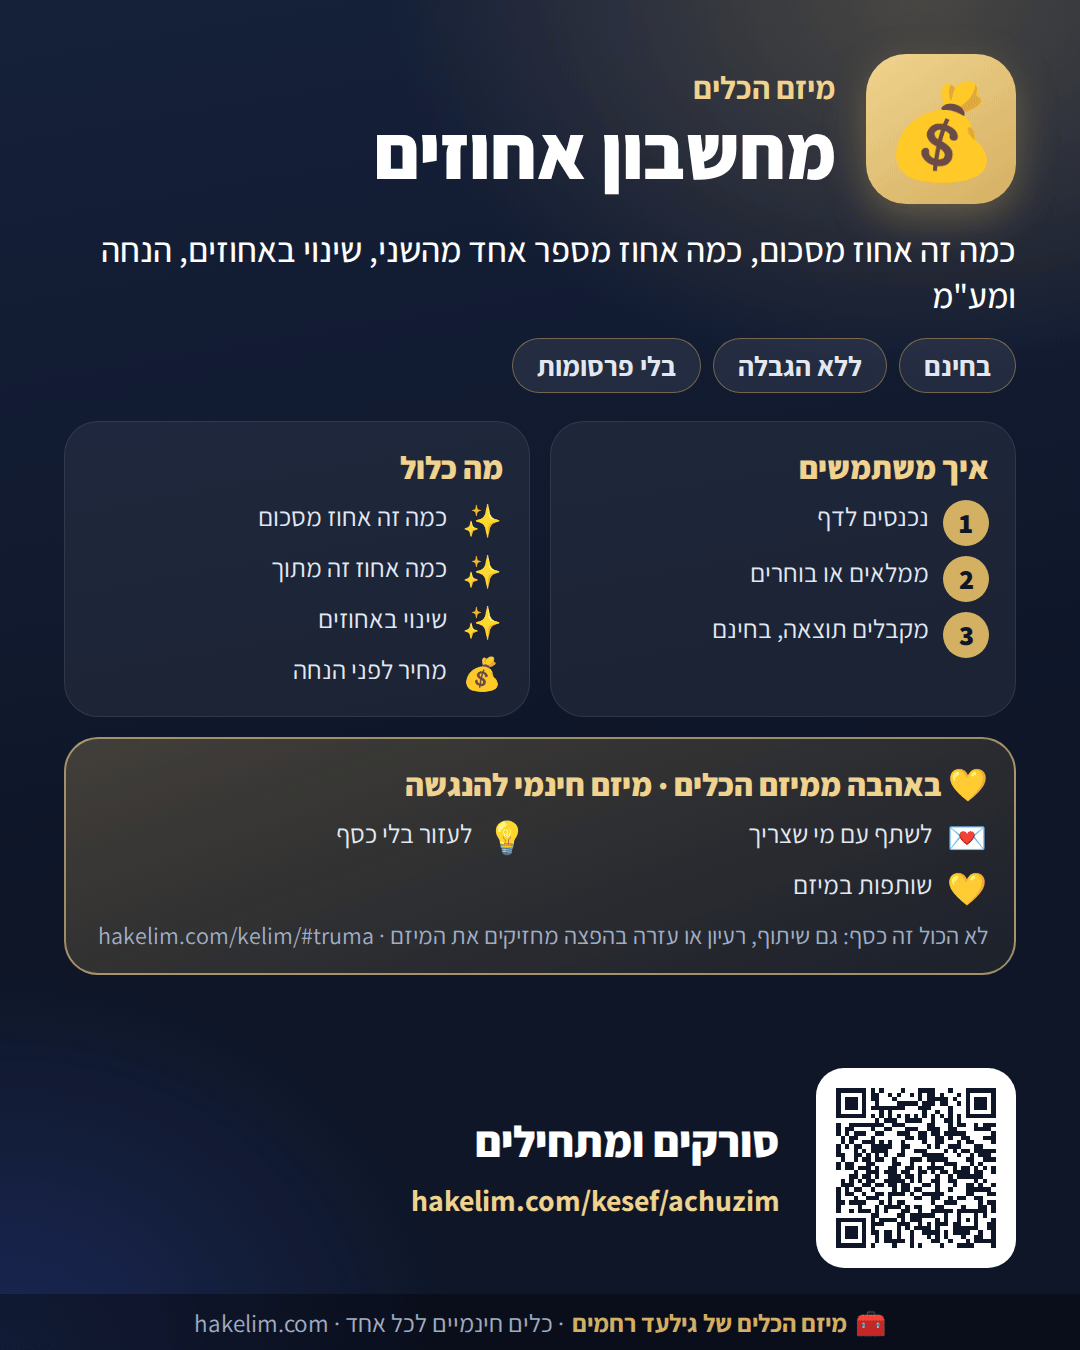 מיזם הכלים
מחשבון אחוזים
כמה זה אחוז מסכום, כמה אחוז מספר אחד מהשני, שינוי באחוזים, הנחה
ומע"מ
בחינם
ללא הגבלה
בלי פרסומות
איך משתמשים
1 נכנסים לדף
2 ממלאים או בוחרים
3 מקבלים תוצאה, בחינם
מה כלול
כמה זה אחוז מסכום
כמה אחוז זה מתוך
שינוי באחוזים
מחיר לפני הנחה
באהבה ממיזם הכלים · מיזם חינמי להנגשה
לשתף עם מי שצריך
לעזור בלי כסף
שותפות במיזם
לא הכול זה כסף: גם שיתוף, רעיון או עזרה בהפצה מחזיקים את המיזם · hakelim.com/kelim/#truma
סורקים ומתחילים
hakelim.com/kesef/achuzim
מיזם הכלים של גילעד רחמים · כלים חינמיים לכל אחד · hakelim.com